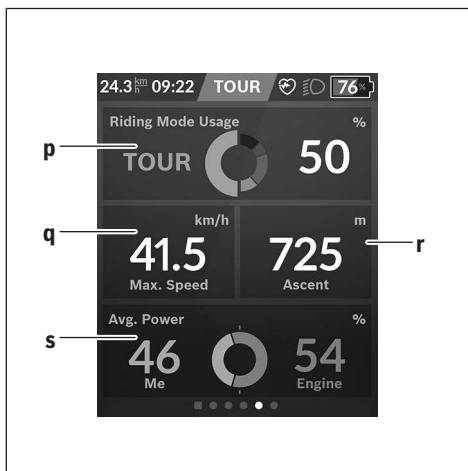 24.3 km/h 09:22 TOUR 76%
Riding Mode Usage %
p
TOUR 50
q
km/h m
41.5 725
r
Max. Speed Ascent
Avg. Power %
s
46 54
Me Engine